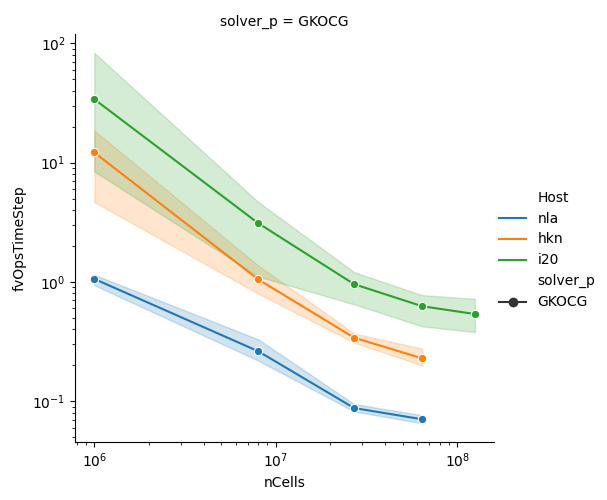 solver_p = GKOCG
10²
10¹
10⁰
10⁻¹
fvOpsTimeStep
10⁶
10⁷
10⁸
nCells
Host
nla
hkn
i20
solver_p
GKOCG